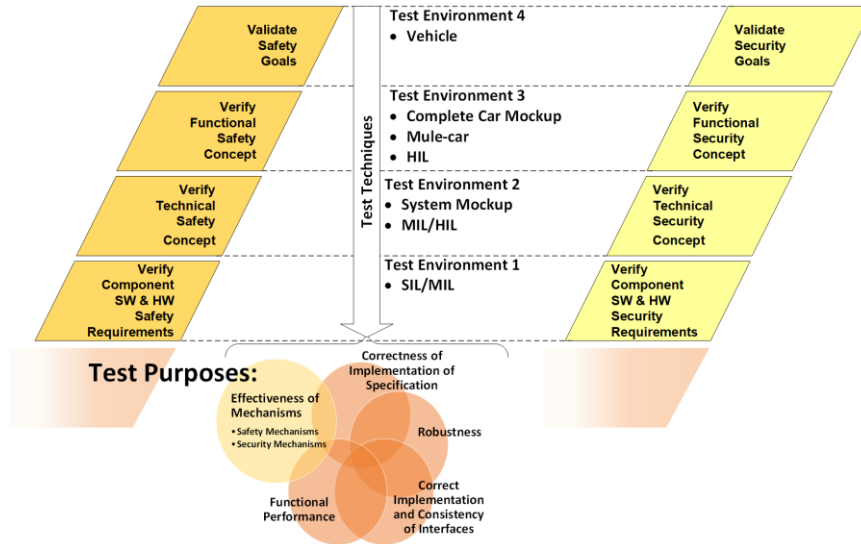 Validate
Safety
Goals
Verify
Functional
Safety
Concept
Verify
Technical
Safety
Concept
Verify
Component
SW & HW
Safety
Requirements
Test Techniques
Test Environment 4
• Vehicle
Test Environment 3
• Complete Car Mockup
• Mule-car
• HIL
Test Environment 2
• System Mockup
• MIL/HIL
Test Environment 1
• SIL/MIL
Validate
Security
Goals
Verify
Functional
Security
Concept
Verify
Technical
Security
Concept
Verify
Component
SW & HW
Security
Requirements
Test Purposes:
Effectiveness of
Mechanisms
• Safety Mechanisms
• Security Mechanisms
Correctness of
Implementation of
Specification
Robustness
Functional
Performance
Correct
Implementation
and Consistency
of Interfaces